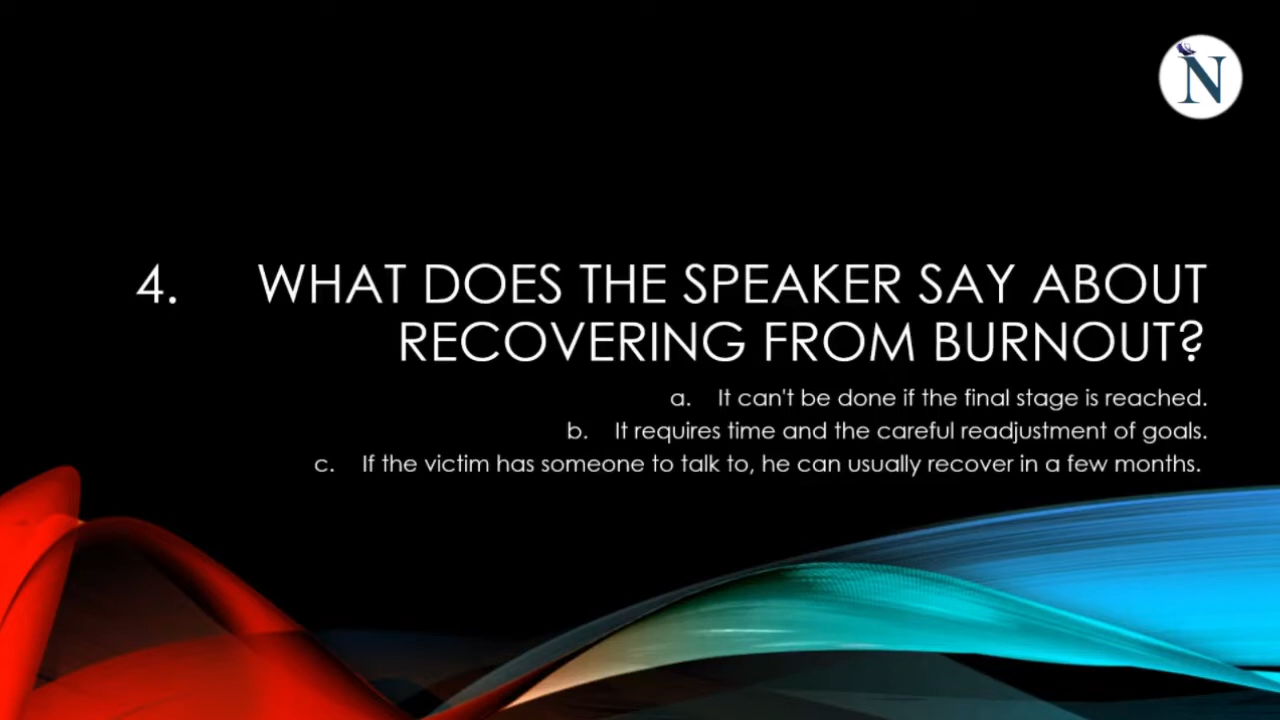 N
4. WHAT DOES THE SPEAKER SAY ABOUT
RECOVERING FROM BURNOUT?
a. It can't be done if the final stage is reached.
b. It requires time and the careful readjustment of goals.
c. If the victim has someone to talk to, he can usually recover in a few months.